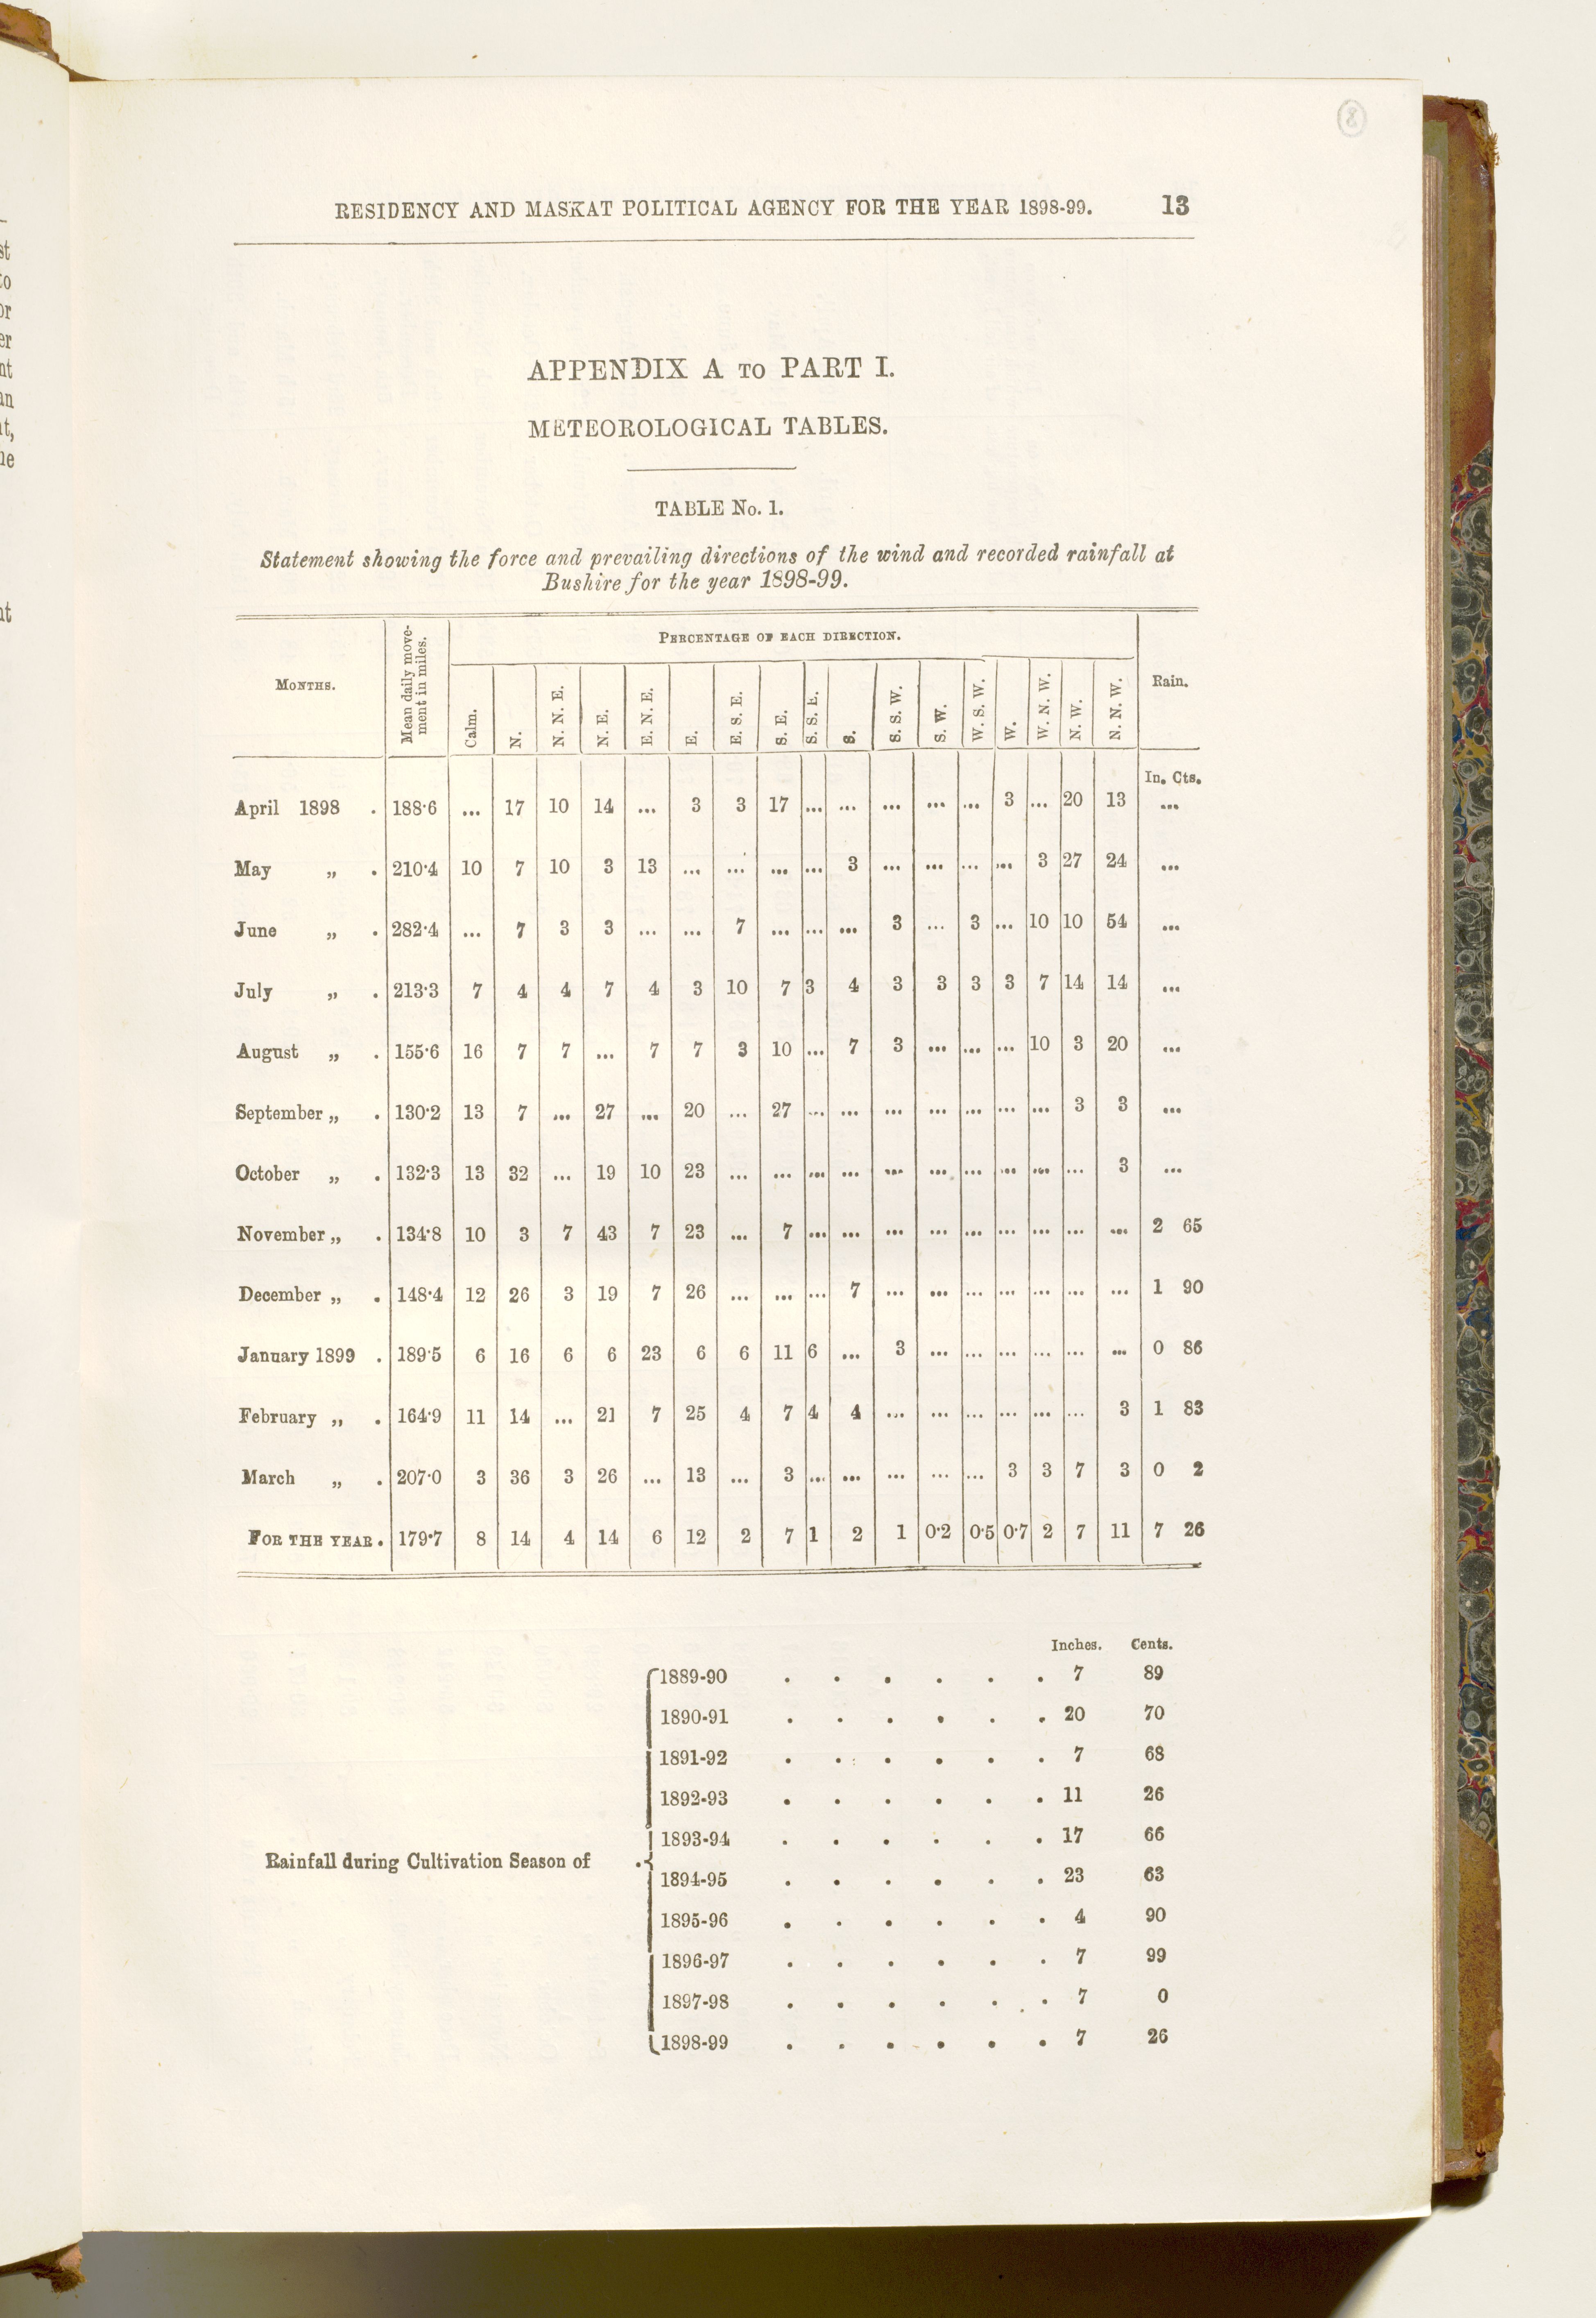 RESIDENCY AND MASKAT POLITICAL AGENCY FOR THE YEAR 1898-99. 13
APPENDIX A TO PART I.
METEOROLOGICAL TABLES.
TABLE No. 1.
Statement showing the force and prevailing directions of the wind and recorded rainfall at
Bushire for the year 1898-99.
MONTHS. Mean daily move-ment in miles. PERCENTAGE OF EACH DIRECTION. Rain.
Calm. N. N. N. E. N. E. E. N. E. E. E. S. E. S. E. S. S. E. S. S. S. W. S. W. W. S. W. W. W. N. W. N. W. N. N. W.
In. Cts.
April 1898 . 188·6 ... 17 10 14 ... 3 3 17 ... ... ... ... ... 3 ... 20 13 ...
May „ . 210·4 10 7 10 3 13 ... ... ... ... 3 ... ... ... ... 3 27 24 ...
June „ . 282·4 ... 7 3 3 ... ... 7 ... ... ... 3 ... 3 ... 10 10 54 ...
July „ . 213·3 7 4 4 7 4 3 10 7 3 4 3 3 3 3 7 14 14 ...
August „ . 155·6 16 7 7 ... 7 7 3 10 ... 7 3 ... ... ... 10 3 20 ...
September „ . 130·2 13 7 ... 27 ... 20 ... 27 ... ... ... ... ... ... ... 3 3 ...
October „ . 132·3 13 32 ... 19 10 23 ... ... ... ... ... ... ... ... ... ... 3 ...
November „ . 134·8 10 3 7 43 7 23 ... 7 ... ... ... ... ... ... ... ... ... 2 65
December „ . 148·4 12 26 3 19 7 26 ... ... ... 7 ... ... ... ... ... ... ... 1 90
January 1899 . 189·5 6 16 6 6 23 6 6 11 6 ... 3 ... ... ... ... ... ... 0 86
February „ . 164·9 11 14 ... 21 7 25 4 7 4 4 ... ... ... ... ... ... 3 1 83
March „ . 207·0 3 36 3 26 ... 13 ... 3 ... ... ... ... ... 3 3 7 3 0 2
FOR THE YEAR . 179·7 8 14 4 14 6 12 2 7 1 2 1 0·2 0·5 0·7 2 7 11 7 26
Inches. Cents.
1889-90 . . . . . . 7 89
1890-91 . . . . . . 20 70
1891-92 . . . . . . 7 68
1892-93 . . . . . . 11 26
1893-94 . . . . . . 17 66
Rainfall during Cultivation Season of .
1894-95 . . . . . . 23 63
1895-96 . . . . . . 4 90
1896-97 . . . . . . 7 99
1897-98 . . . . . . 7 0
1898-99 . . . . . . 7 26